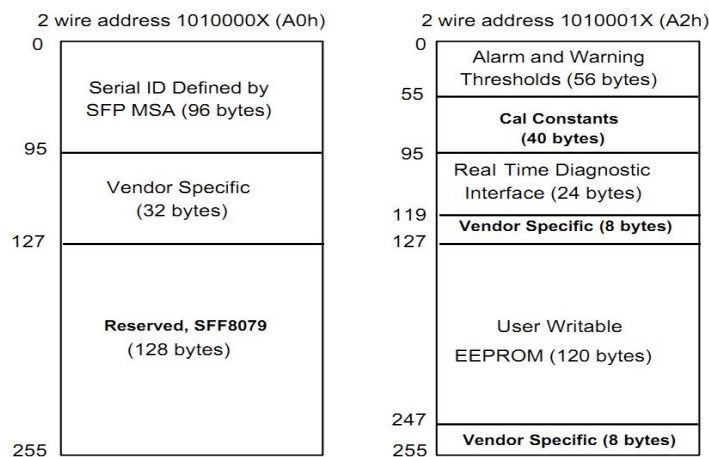 2 wire address 1010000X (A0h)
0
Serial ID Defined by
SFP MSA (96 bytes)
95
Vendor Specific
(32 bytes)
127
Reserved, SFF8079
(128 bytes)
255
2 wire address 1010001X (A2h)
0
Alarm and Warning
Thresholds (56 bytes)
55
Cal Constants
(40 bytes)
95
Real Time Diagnostic
Interface (24 bytes)
119
Vendor Specific (8 bytes)
127
User Writable
EEPROM (120 bytes)
247
Vendor Specific (8 bytes)
255